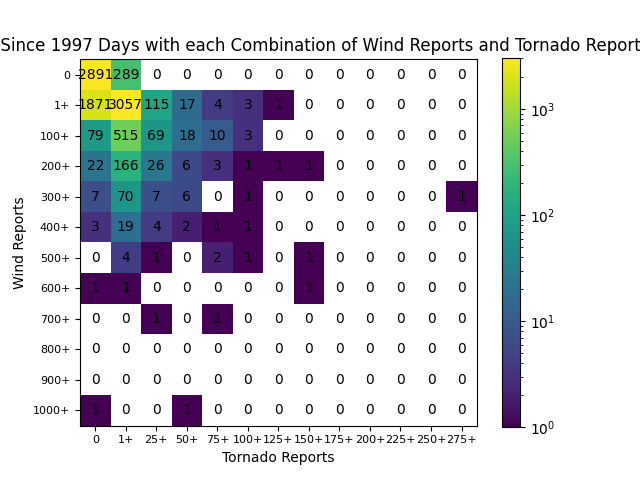 Since 1997 Days with each Combination of Wind Reports and Tornado Report
0 2891 289 0 0 0 0 0 0 0 0 0 0 0
1+ 1871 3057 115 17 4 3 1 0 0 0 0 0 0
100+ 79 515 69 18 10 3 0 0 0 0 0 0 0
200+ 22 166 26 6 3 1 1 1 0 0 0 0 0
300+ 7 70 7 6 0 1 0 0 0 0 0 0 1
400+ 3 19 4 2 1 1 0 0 0 0 0 0 0
500+ 0 4 1 0 2 1 0 1 0 0 0 0 0
600+ 1 1 0 0 0 0 0 1 0 0 0 0 0
700+ 0 0 1 0 1 0 0 0 0 0 0 0 0
800+ 0 0 0 0 0 0 0 0 0 0 0 0 0
900+ 0 0 0 0 0 0 0 0 0 0 0 0 0
1000+ 1 0 0 1 0 0 0 0 0 0 0 0 0
0 1+ 25+ 50+ 75+ 100+ 125+ 150+ 175+ 200+ 225+ 250+ 275+
Tornado Reports
Wind Reports
10³
10²
10¹
10⁰